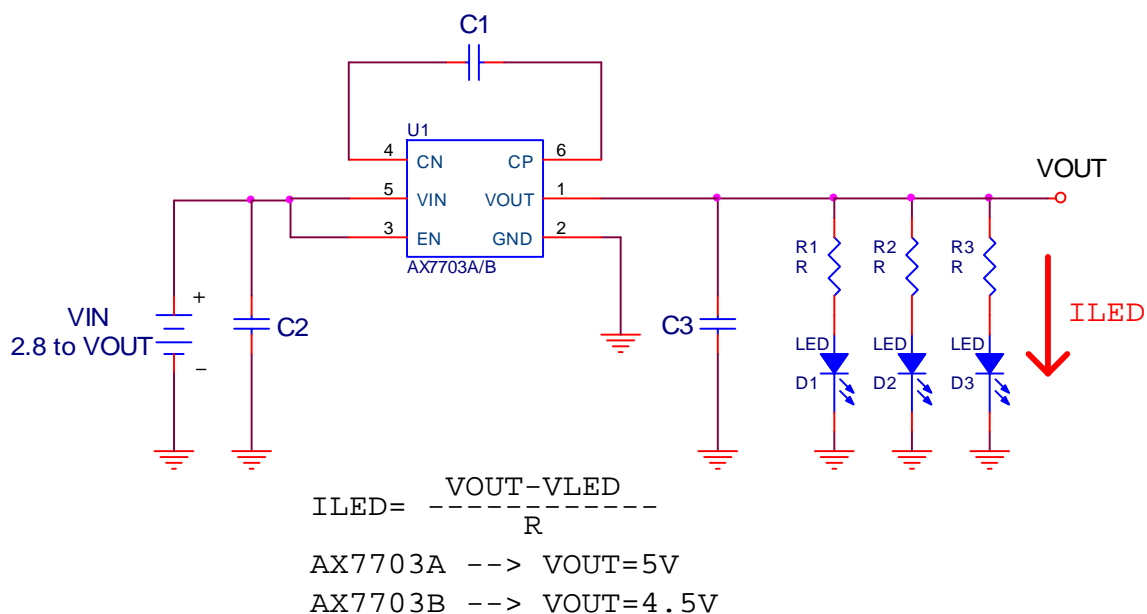 C1
U1
4 CN CP 6
5 VIN VOUT 1
3 EN GND 2
AX7703A/B
VOUT
R1 R2 R3
R R R
+
VIN
2.8 to VOUT
−
C2
C3
ILED
LED LED LED
D1 D2 D3
VOUT-VLED
ILED= ------------
R
AX7703A --> VOUT=5V
AX7703B --> VOUT=4.5V